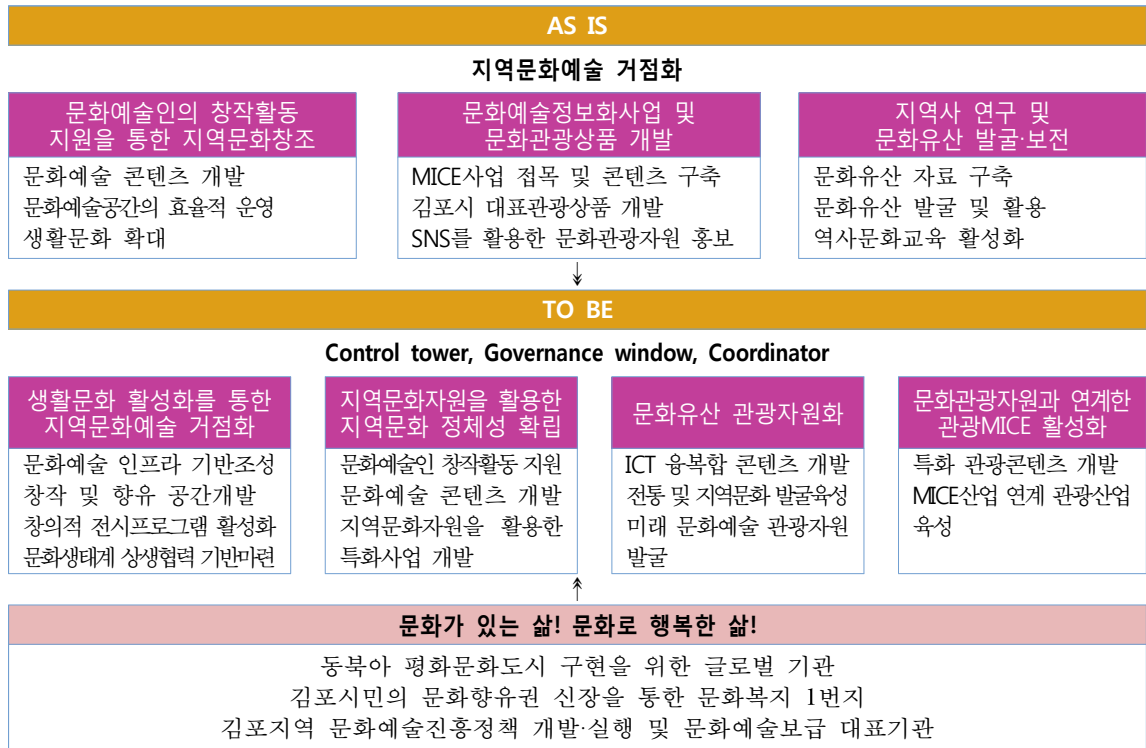 AS IS
지역문화예술 거점화
문화예술인의 창작활동
지원을 통한 지역문화창조
문화예술 콘텐츠 개발
문화예술공간의 효율적 운영
생활문화 확대
문화예술정보화사업 및
문화관광상품 개발
MICE사업 접목 및 콘텐츠 구축
김포시 대표관광상품 개발
SNS를 활용한 문화관광자원 홍보
지역사 연구 및
문화유산 발굴·보전
문화유산 자료 구축
문화유산 발굴 및 활용
역사문화교육 활성화
TO BE
Control tower, Governance window, Coordinator
생활문화 활성화를 통한
지역문화예술 거점화
문화예술 인프라 기반조성
창작 및 향유 공간개발
창의적 전시프로그램 활성화
문화생태계 상생협력 기반마련
지역문화자원을 활용한
지역문화 정체성 확립
문화예술인 창작활동 지원
문화예술 콘텐츠 개발
지역문화자원을 활용한
특화사업 개발
문화유산 관광자원화
ICT 융복합 콘텐츠 개발
전통 및 지역문화 발굴육성
미래 문화예술 관광자원
발굴
문화관광자원과 연계한
관광MICE 활성화
특화 관광콘텐츠 개발
MICE산업 연계 관광산업
육성
문화가 있는 삶! 문화로 행복한 삶!
동북아 평화문화도시 구현을 위한 글로벌 기관
김포시민의 문화향유권 신장을 통한 문화복지 1번지
김포지역 문화예술진흥정책 개발·실행 및 문화예술보급 대표기관